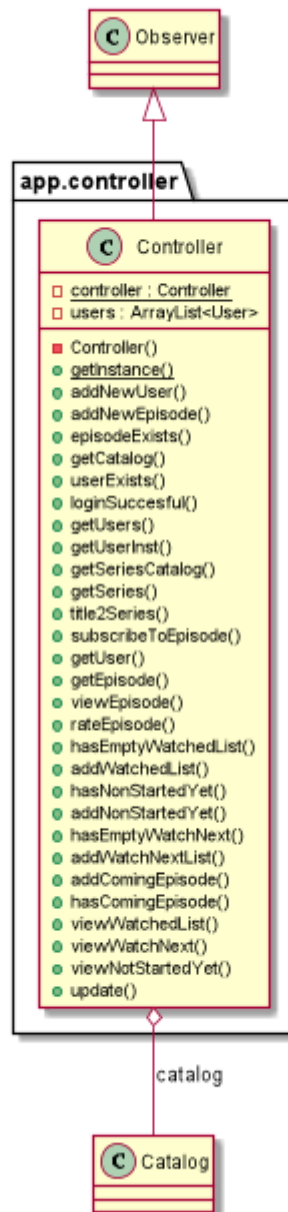 C Observer
app.controller
C Controller
controller : Controller
users : ArrayList<User>
Controller()
getInstance()
addNewUser()
addNewEpisode()
episodeExists()
getCatalog()
userExists()
loginSuccesful()
getUsers()
getUserInst()
getSeriesCatalog()
getSeries()
title2Series()
subscribeToEpisode()
getUser()
getEpisode()
viewEpisode()
rateEpisode()
hasEmptyWatchedList()
addWatchedList()
hasNonStartedYet()
addNonStartedYet()
hasEmptyWatchNext()
addWatchNextList()
addComingEpisode()
hasComingEpisode()
viewWatchedList()
viewWatchNext()
viewNotStartedYet()
update()
catalog
C Catalog